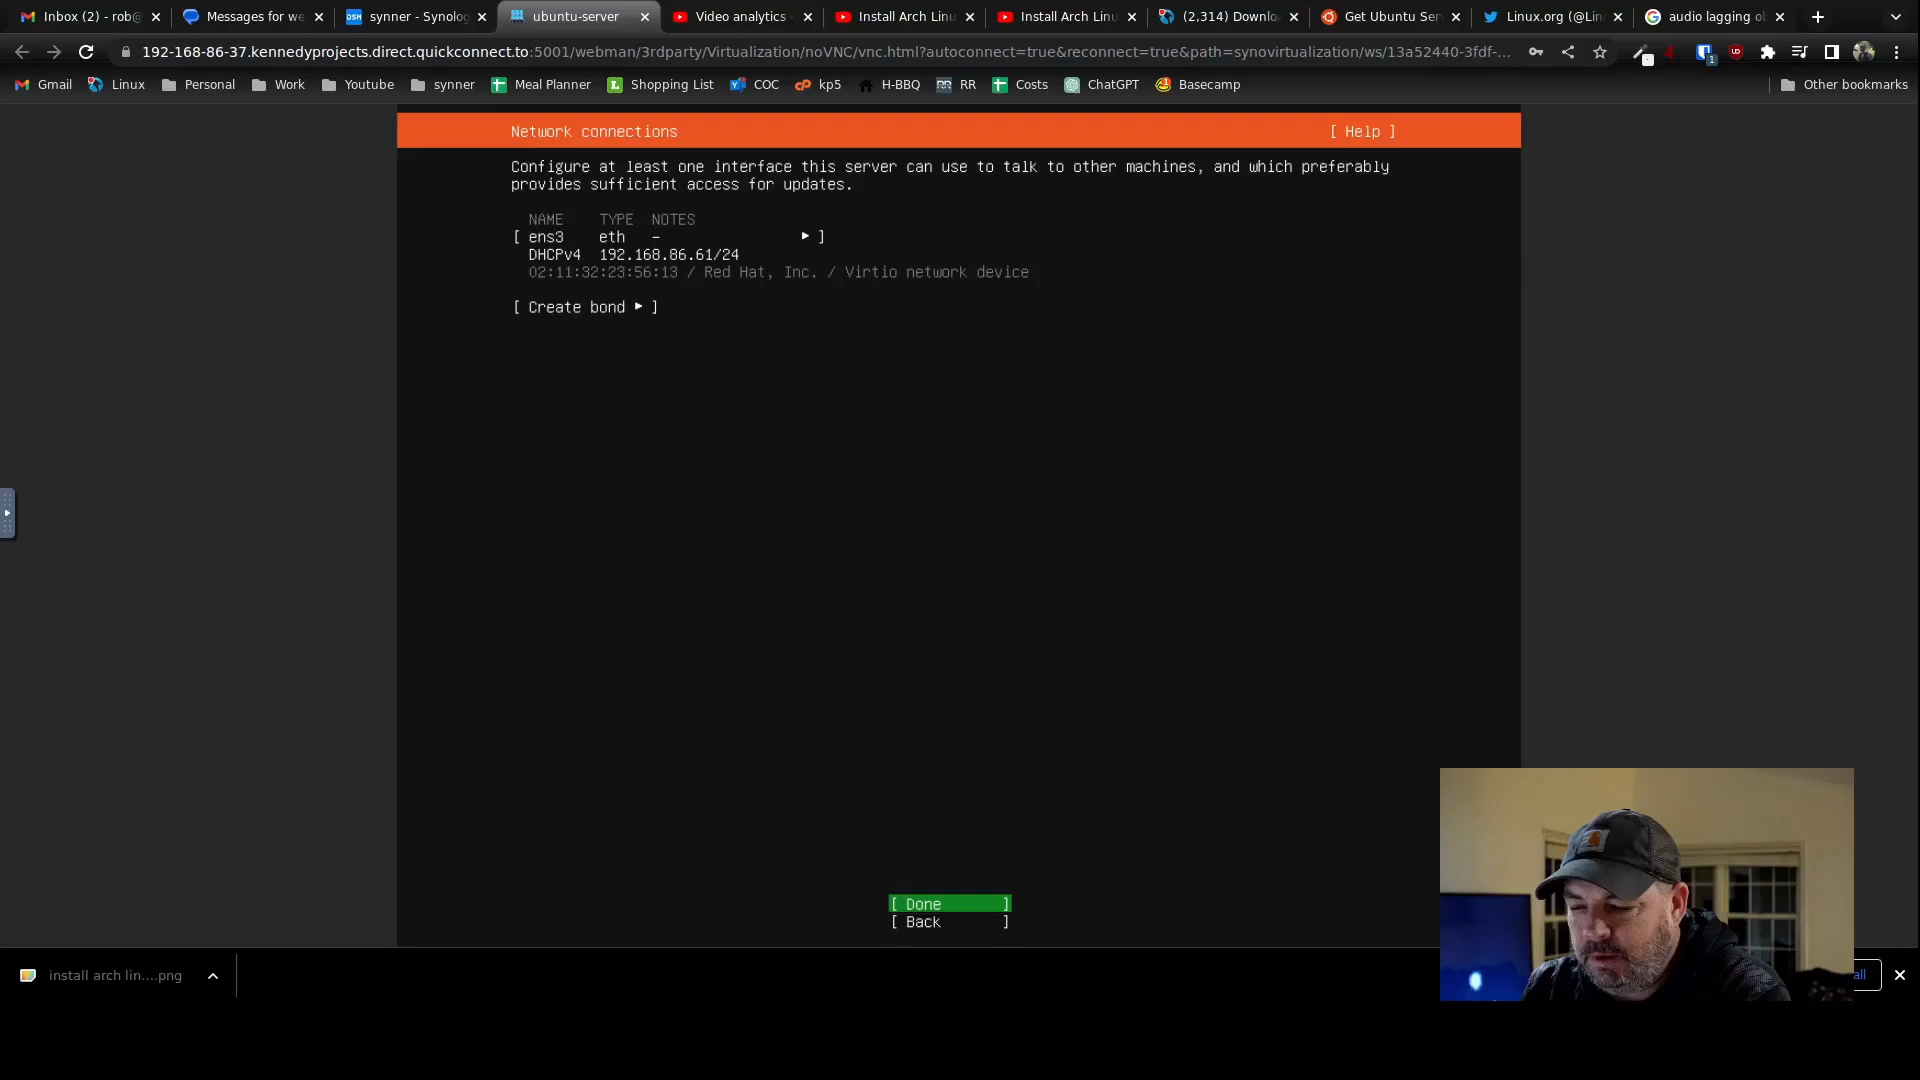 Inbox (2) - rob@
Messages for we
synner - Synolog
ubuntu-server
Video analytics -
Install Arch Linu
Install Arch Linu
(2,314) Downlo
Get Ubuntu Ser
Linux.org (@Lin
audio lagging ob
192-168-86-37.kennedyprojects.direct.quickconnect.to:5001/webman/3rdparty/Virtualization/noVNC/vnc.html?autoconnect=true&reconnect=true&path=synovirtualization/ws/13a52440-3fdf-...
1
Gmail
Linux
Personal
Work
Youtube
synner
Meal Planner
Shopping List
COC
kp5
H-BBQ
RR
Costs
ChatGPT
Basecamp
Other bookmarks
Network connections [ Help ]
Configure at least one interface this server can use to talk to other machines, and which preferably
provides sufficient access for updates.
NAME TYPE NOTES
[ ens3 eth - ▸ ]
DHCPv4 192.168.86.61/24
02:11:32:23:56:13 / Red Hat, Inc. / Virtio network device
[ Create bond ▸ ]
[ Done ]
[ Back ]
install arch lin....png
all